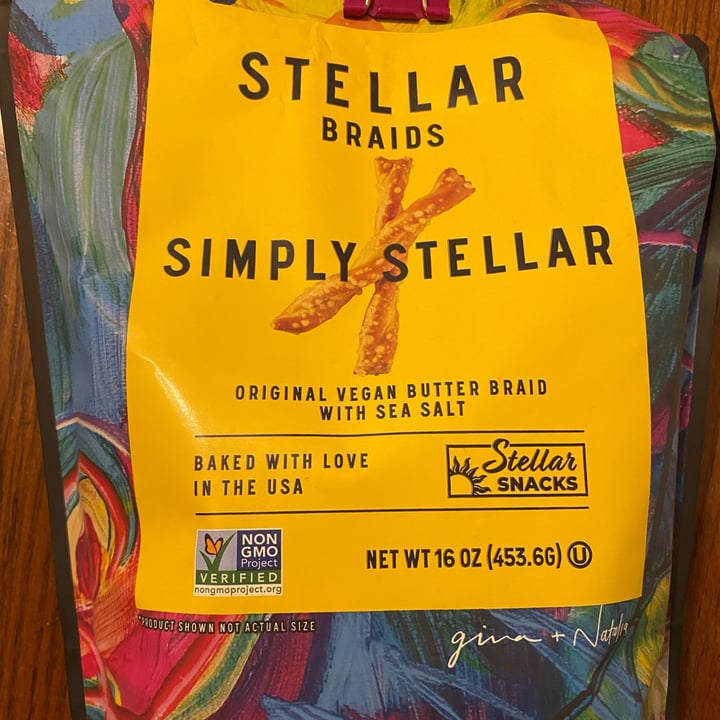 STELLAR
BRAIDS
SIMPLY STELLAR
ORIGINAL VEGAN BUTTER BRAID
WITH SEA SALT
BAKED WITH LOVE
IN THE USA
Stellar
SNACKS
NON
GMO
Project
VERIFIED
nongmoproject.org
NET WT 16 OZ (453.6G) U
*PRODUCT SHOWN NOT ACTUAL SIZE
gina + Natalia